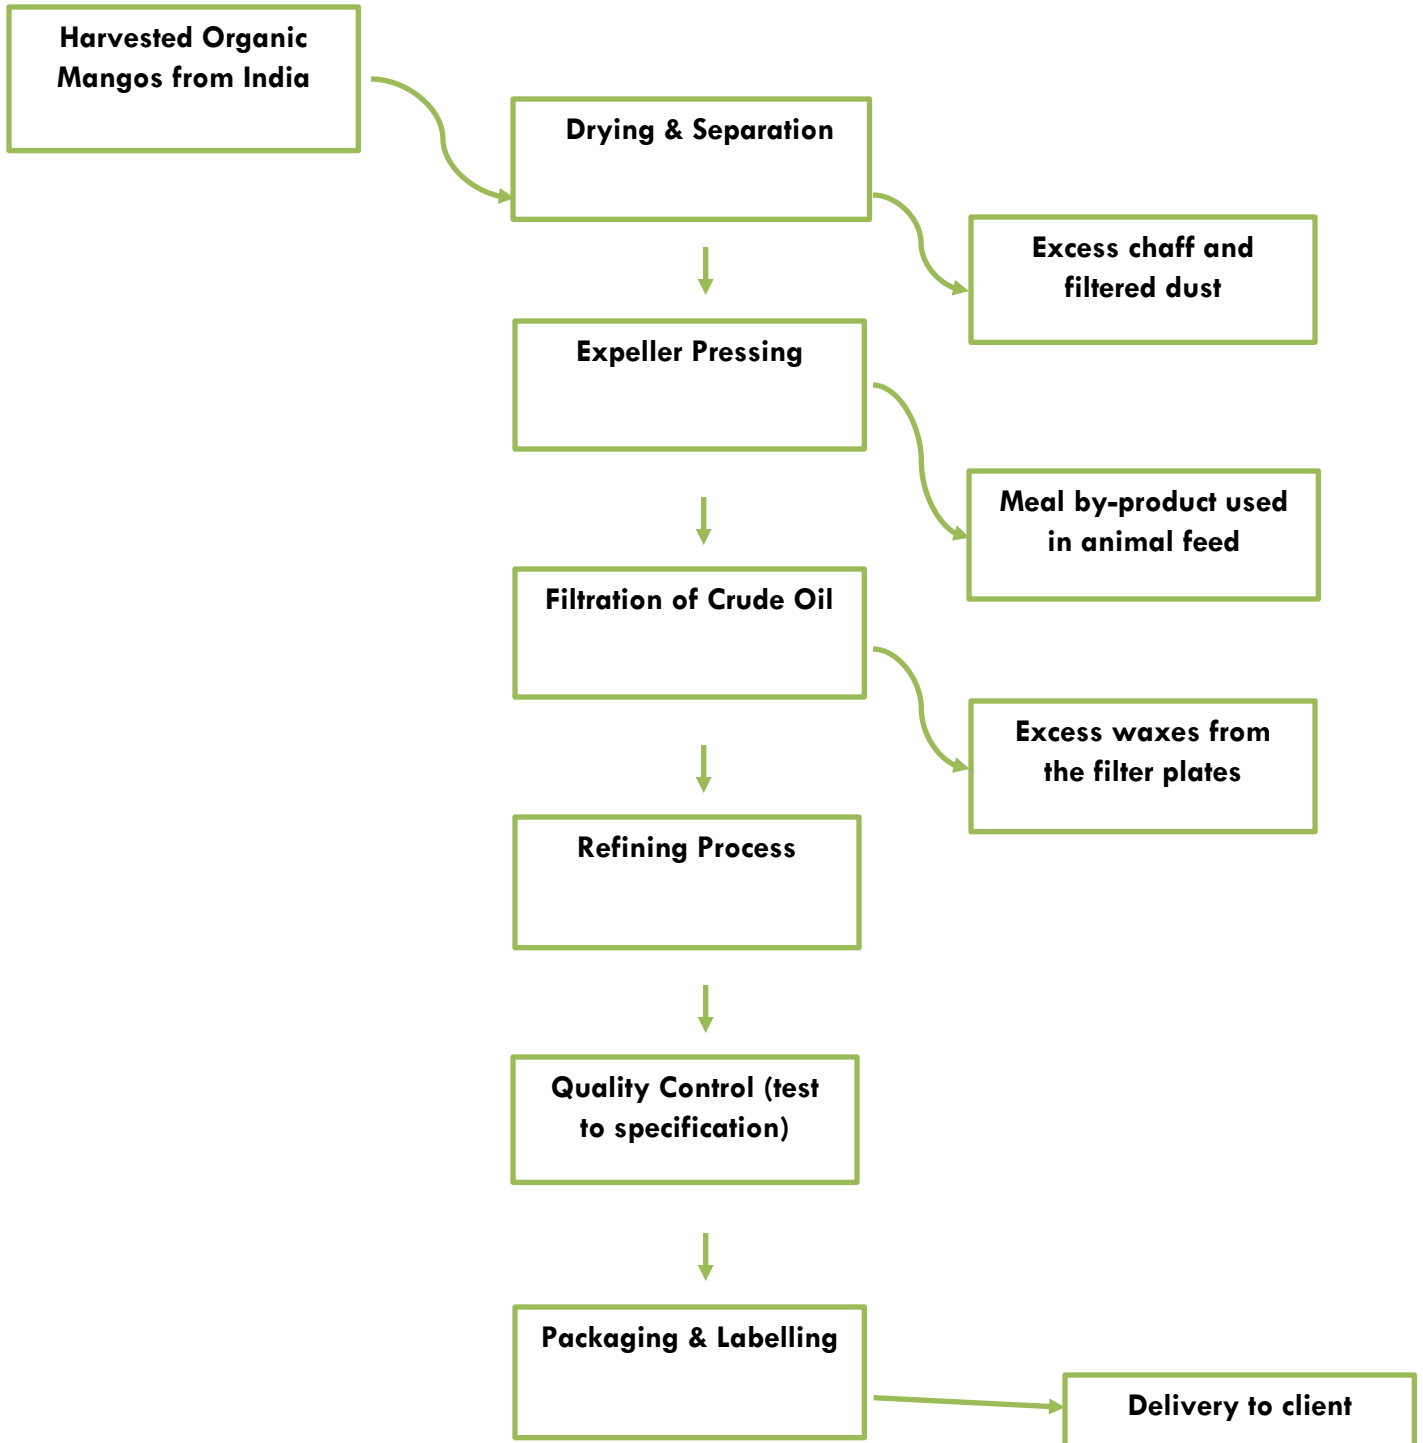 Harvested Organic
Mangos from India
Drying & Separation
Excess chaff and
filtered dust
Expeller Pressing
Meal by-product used
in animal feed
Filtration of Crude Oil
Excess waxes from
the filter plates
Refining Process
Quality Control (test
to specification)
Packaging & Labelling
Delivery to client